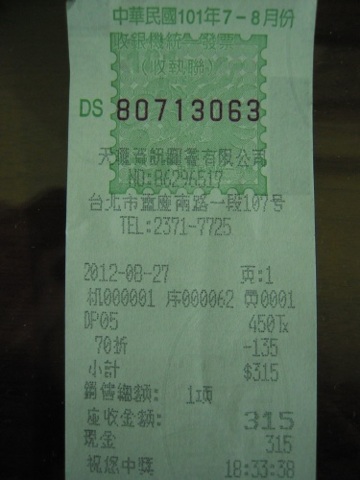 中華民國101年7-8月份
收銀機統一發票
(收執聯)
DS 80713063
天瓏資訊圖書有限公司
NO:86296517
台北市重慶南路一段107號
TEL:2371-7725
2012-08-27 頁:1
机000001 序000062 頁0001
DP05 450Tx
70折 -135
小計 $315
銷售總額: 1項
應收金額: 315
現金 315
祝您中獎 18:33:38